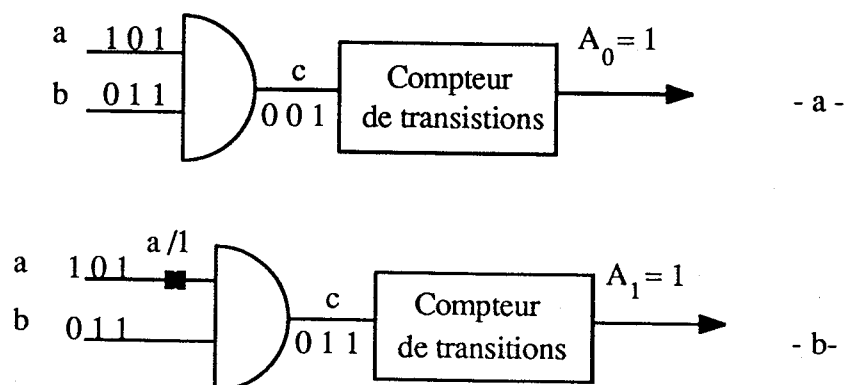 a 1 0 1
b 0 1 1
c
0 0 1
Compteur
de transistions
A0= 1
- a -
a /1
a 1 0 1
b 0 1 1
c
0 1 1
Compteur
de transitions
A1= 1
- b-